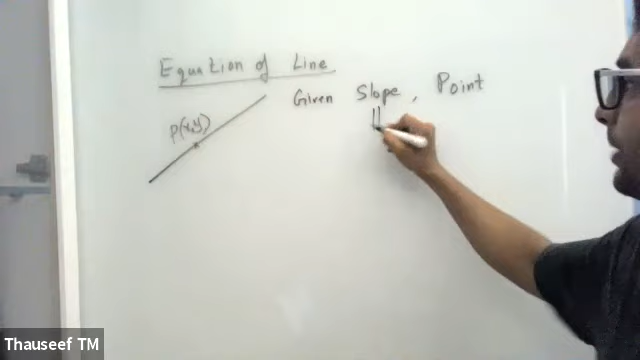 Equation of Line
Given Slope, Point
P(x,y)
Thauseef TM